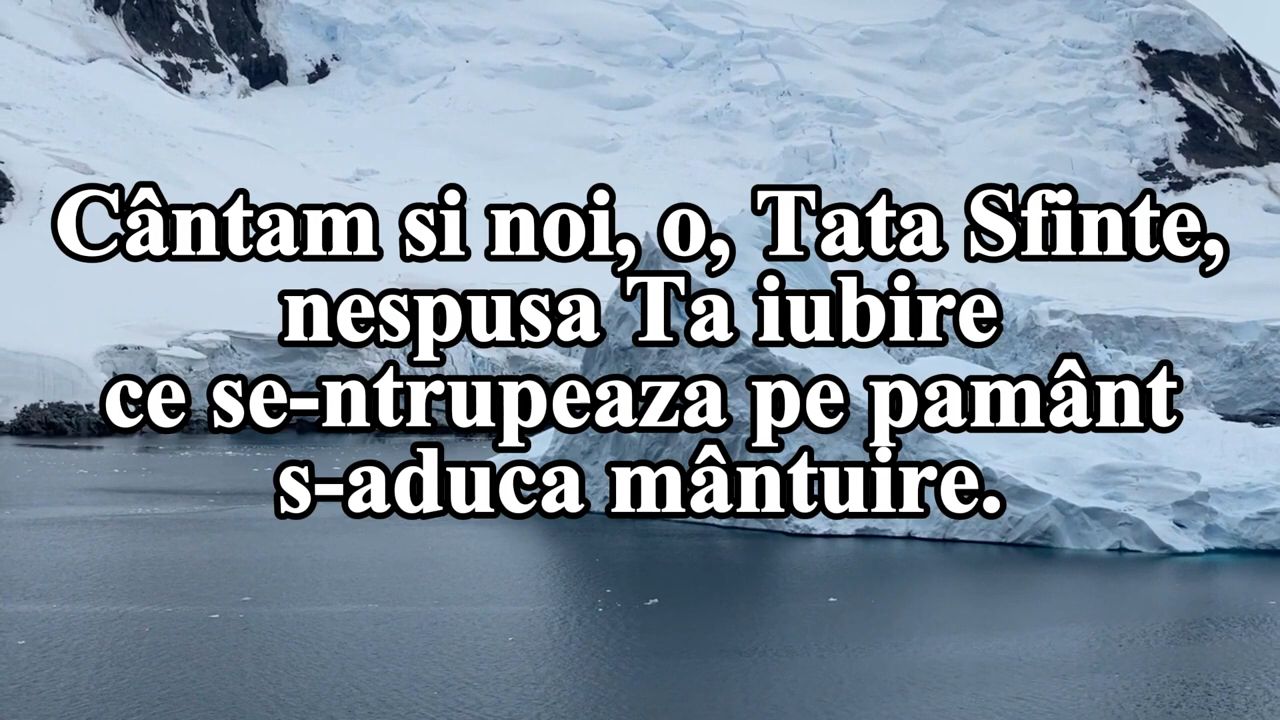 Cântam si noi, o, Tata Sfinte,
nespusa Ta iubire
ce se-ntrupeaza pe pamânt
s-aduca mântuire.